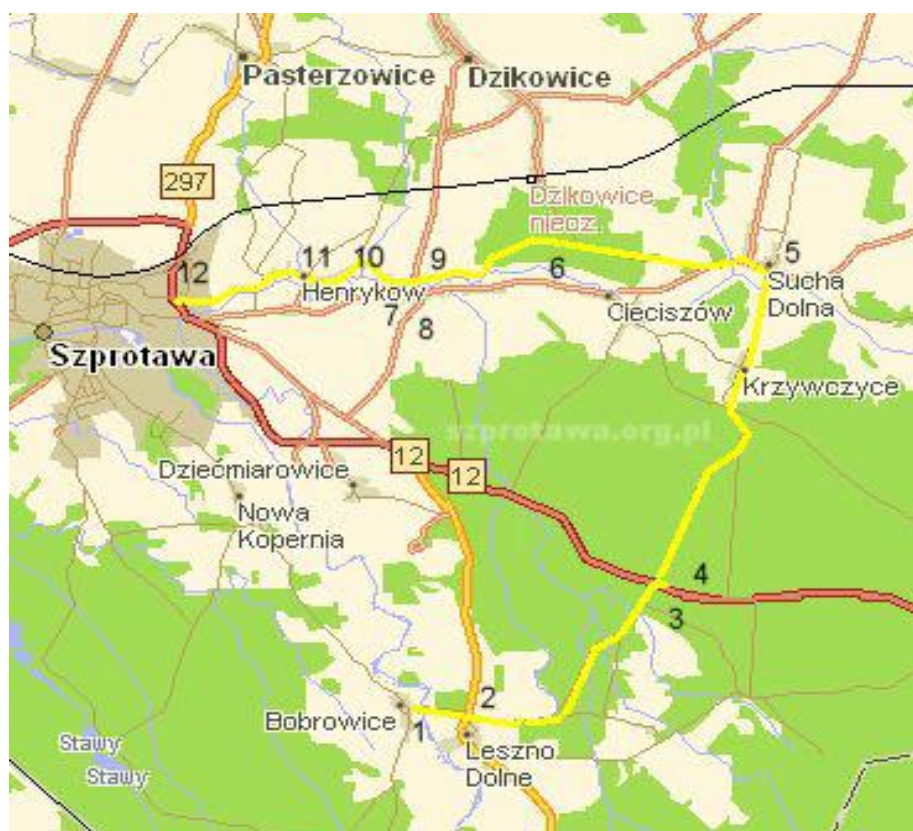 Pasterzowice
Dzikowice
297
Dzikowice
nieoz.
12
11
10
9
5
Henrykow
6
Sucha
Dolna
7
8
Cieciszów
Szprotawa
Krzywczyce
szprotawa.org.pl
12
12
Dziećmiarowice
Nowa
Kopernia
4
3
2
Bobrowice
1
Leszno
Dolne
Stawy
Stawy